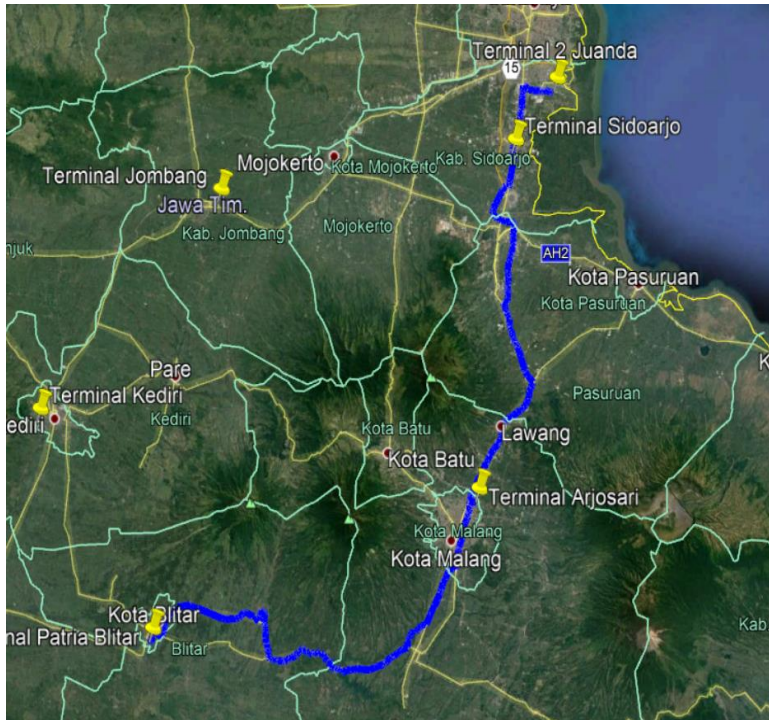 Terminal 2 Juanda
15
Terminal Sidoarjo
Mojokerto
Kota Mojokerto
Kab. Sidoarjo
Terminal Jombang
Jawa Tim.
Kab. Jombang
Mojokerto
njuk
AH2
Kota Pasuruan
Kota Pasuruan
K
Pare
Terminal Kediri
ediri
Kediri
Pasuruan
Kota Batu
Lawang
Kota Batu
Terminal Arjosari
Kota Malang
Kota Malang
Kota Blitar
nal Patria Blitar
Blitar
Kab